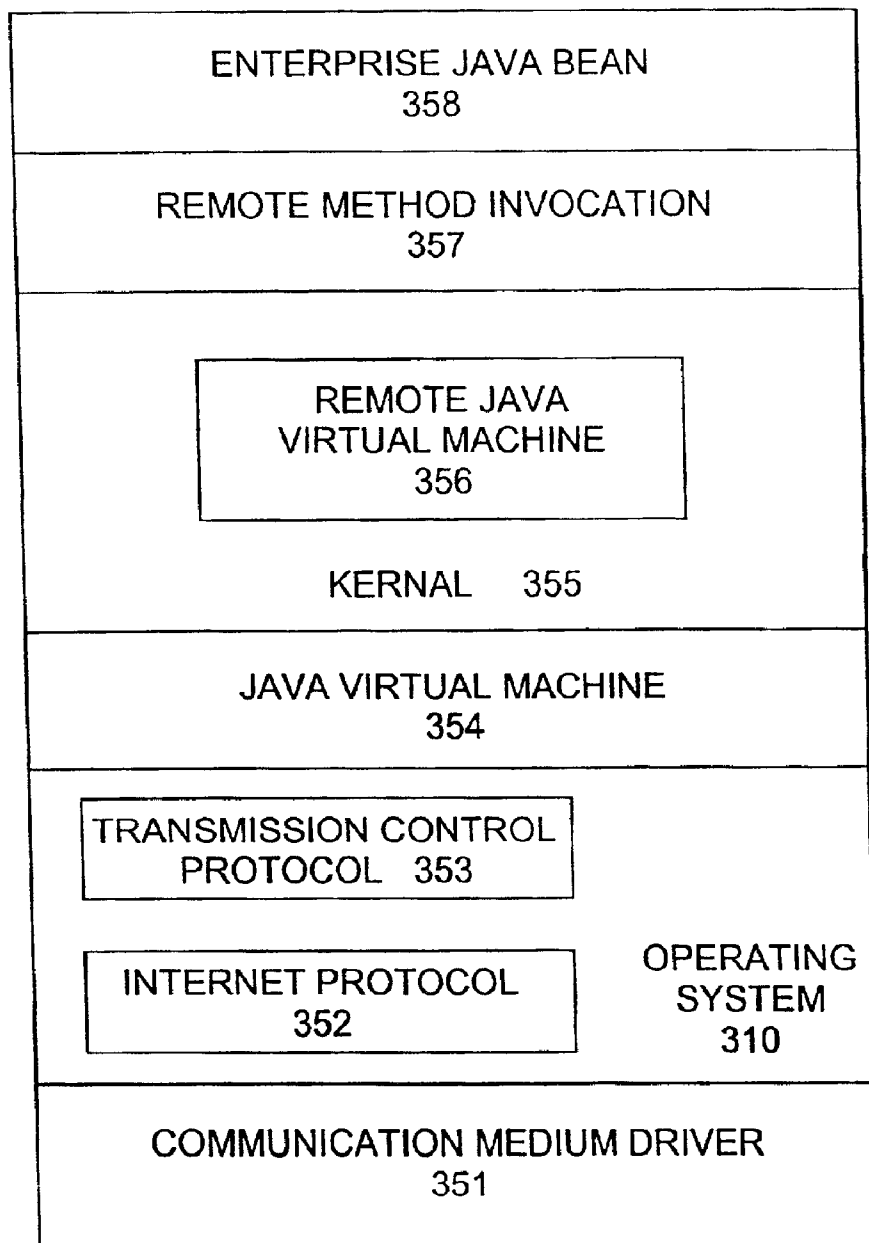 ENTERPRISE JAVA BEAN
358
REMOTE METHOD INVOCATION
357
REMOTE JAVA
VIRTUAL MACHINE
356
KERNAL 355
JAVA VIRTUAL MACHINE
354
TRANSMISSION CONTROL
PROTOCOL 353
INTERNET PROTOCOL
352
OPERATING
SYSTEM
310
COMMUNICATION MEDIUM DRIVER
351